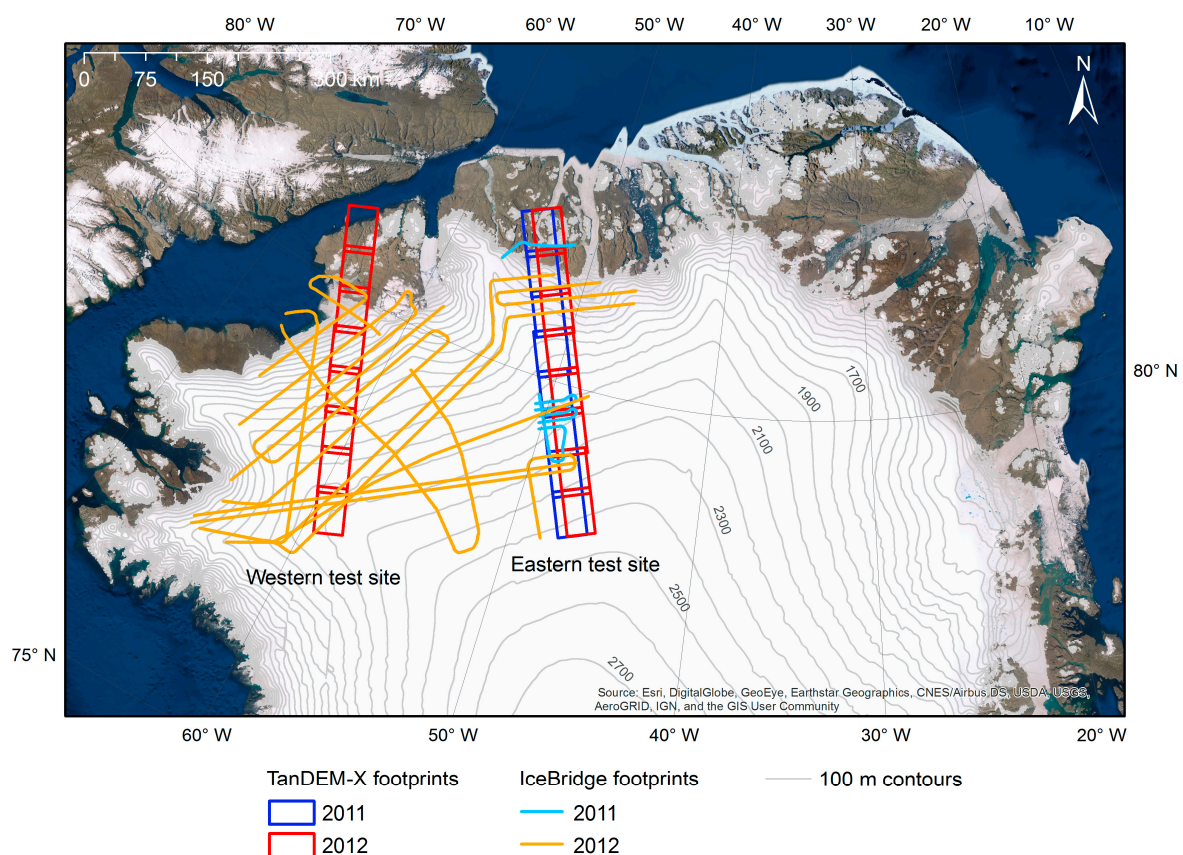 80° W 70° W 60° W 50° W 40° W 30° W 20° W 10° W
0 75 150 300 km
N
80° N
1700
1900
2100
2300
2500
2700
Western test site
Eastern test site
75° N
Source: Esri, DigitalGlobe, GeoEye, Earthstar Geographics, CNES/Airbus DS, USDA, USGS,
AeroGRID, IGN, and the GIS User Community
60° W 50° W 40° W 30° W 20° W
TanDEM-X footprints IceBridge footprints 100 m contours
2011 2011
2012 2012